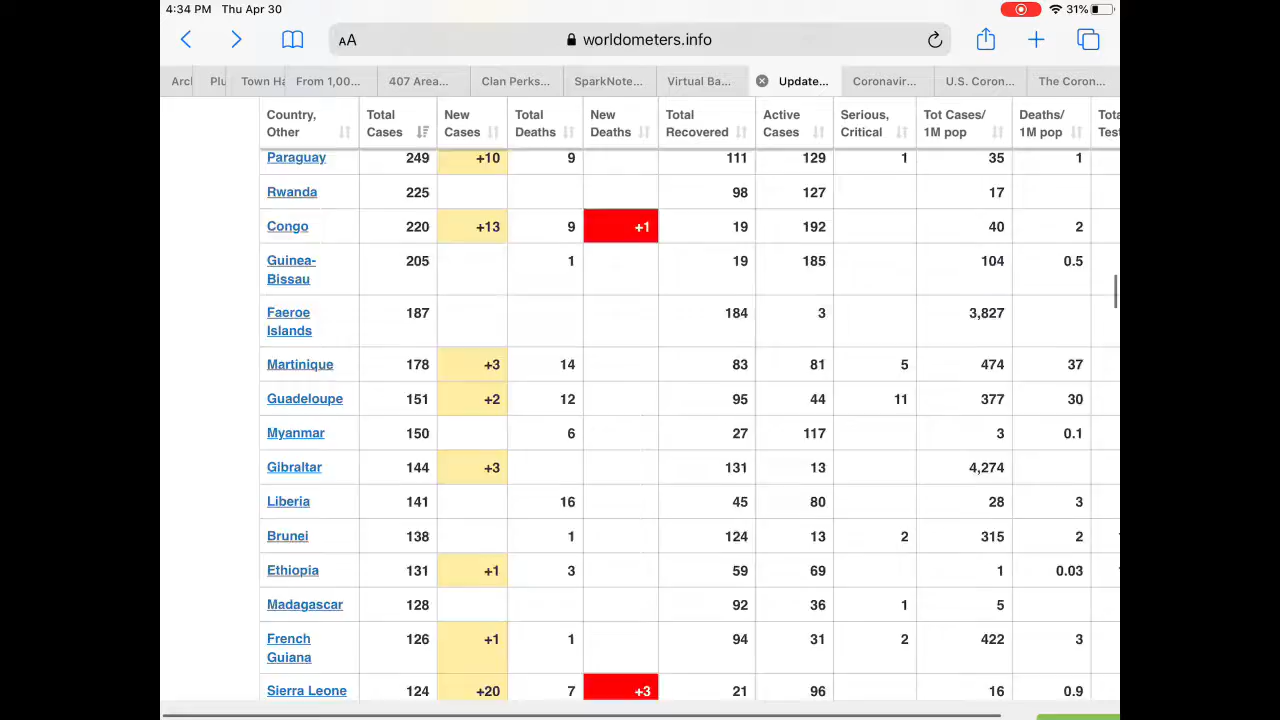 4:34 PM Thu Apr 30 31%
AA worldometers.info
Arcl Plu Town Ha From 1,00... 407 Area... Clan Perks... SparkNote... Virtual Ba... Update... Coronavir... U.S. Coron... The Coron...
Country, Total New Total New Total Active Serious, Tot Cases/ Deaths/ Tota
Other Cases Cases Deaths Deaths Recovered Cases Critical 1M pop 1M pop Test
Paraguay 249 +10 9 111 129 1 35 1
Rwanda 225 98 127 17
Congo 220 +13 9 +1 19 192 40 2
Guinea- 205 1 19 185 104 0.5
Bissau
Faeroe 187 184 3 3,827
Islands
Martinique 178 +3 14 83 81 5 474 37
Guadeloupe 151 +2 12 95 44 11 377 30
Myanmar 150 6 27 117 3 0.1
Gibraltar 144 +3 131 13 4,274
Liberia 141 16 45 80 28 3
Brunei 138 1 124 13 2 315 2
Ethiopia 131 +1 3 59 69 1 0.03
Madagascar 128 92 36 1 5
French 126 +1 1 94 31 2 422 3
Guiana
Sierra Leone 124 +20 7 +3 21 96 16 0.9